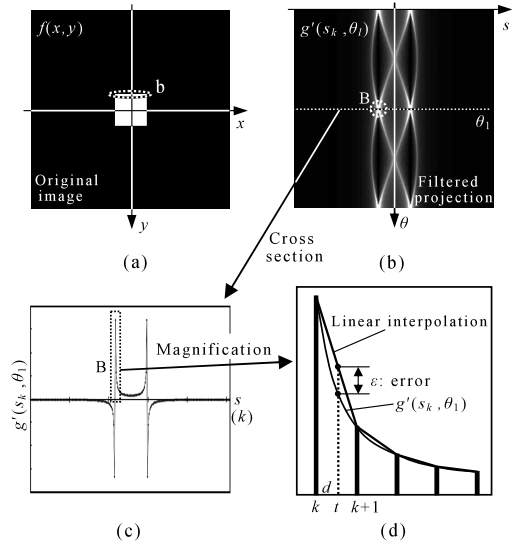 f(x,y)
b
x
Original
image
y
(a)
g'(s_k,θ_l)
s
B
θ_1
Filtered
projection
θ
(b)
Cross
section
g'(s_k,θ_1)
B
s
(k)
(c)
Magnification
Linear interpolation
ε: error
g'(s_k,θ_1)
d
k t k+1
(d)